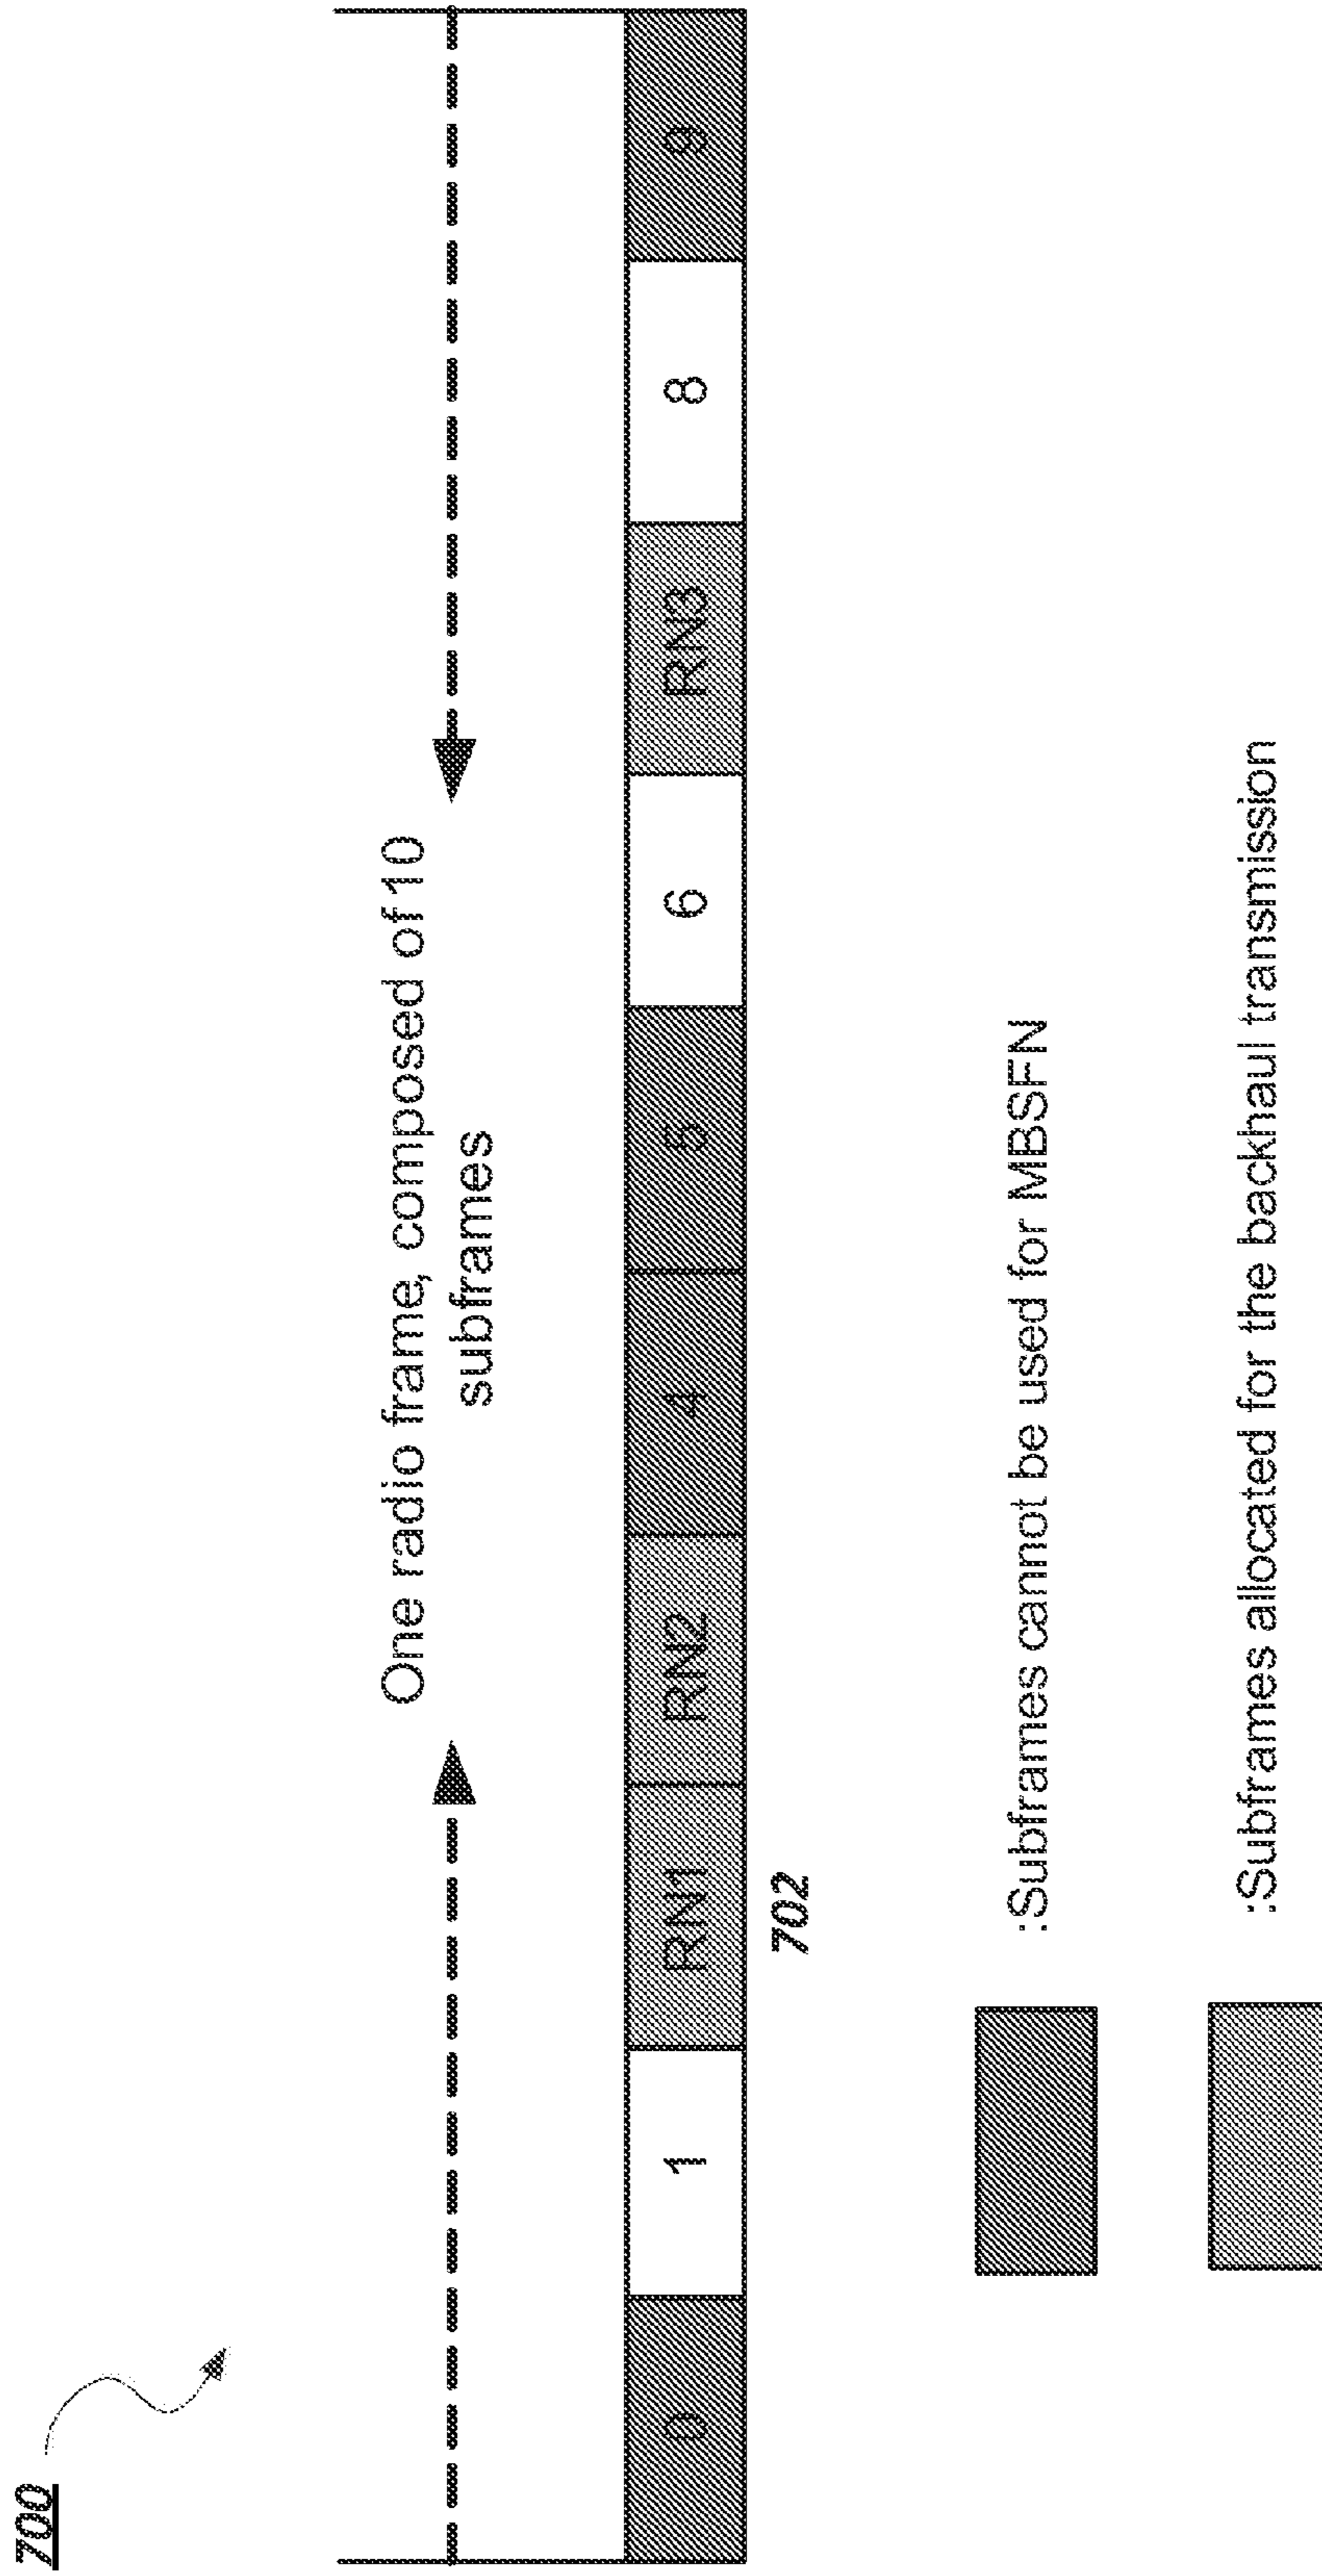 700
One radio frame, composed of 10
subframes
0 1 RN1 RN2 4 5 6 RN3 8 9
702
:Subframes cannot be used for MBSFN
:Subframes allocated for the backhaul transmission